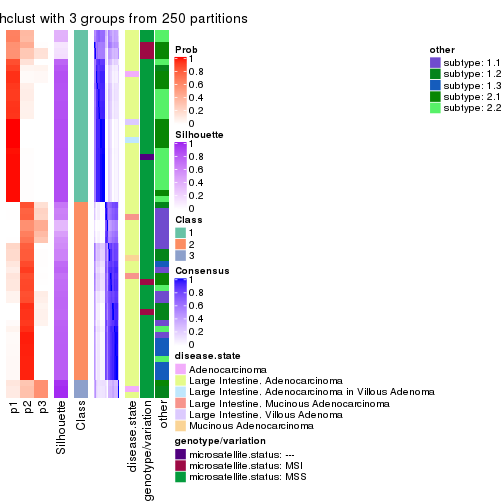 hclust with 3 groups from 250 partitions
Prob
1
0.8
0.6
0.4
0.2
0
Silhouette
1
0.8
0.6
0.4
0.2
0
Class
1
2
3
Consensus
1
0.8
0.6
0.4
0.2
0
disease.state
Adenocarcinoma
Large Intestine. Adenocarcinoma
Large Intestine. Adenocarcinoma in Villous Adenoma
Large Intestine. Mucinous Adenocarcinoma
Large Intestine. Villous Adenoma
Mucinous Adenocarcinoma
genotype/variation
microsatellite.status: ---
microsatellite.status: MSI
microsatellite.status: MSS
other
subtype: 1.1
subtype: 1.2
subtype: 1.3
subtype: 2.1
subtype: 2.2
p1
p2
p3
Silhouette
Class
disease.state
genotype/variation
other